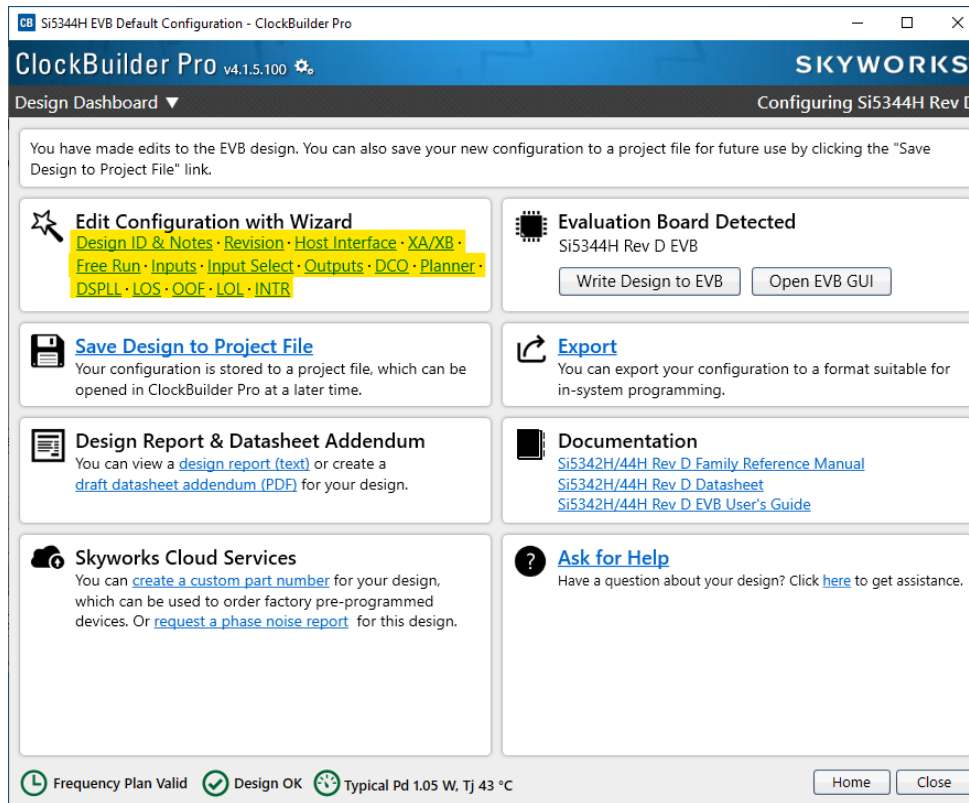 CB Si5344H EVB Default Configuration - ClockBuilder Pro
ClockBuilder Pro v4.1.5.100
SKYWORKS
Design Dashboard ▼
Configuring Si5344H Rev D
You have made edits to the EVB design. You can also save your new configuration to a project file for future use by clicking the "Save
Design to Project File" link.
Edit Configuration with Wizard
Design ID & Notes · Revision · Host Interface · XA/XB ·
Free Run · Inputs · Input Select · Outputs · DCO · Planner ·
DSPLL · LOS · OOF · LOL · INTR
Evaluation Board Detected
Si5344H Rev D EVB
Write Design to EVB
Open EVB GUI
Save Design to Project File
Your configuration is stored to a project file, which can be
opened in ClockBuilder Pro at a later time.
Export
You can export your configuration to a format suitable for
in-system programming.
Design Report & Datasheet Addendum
You can view a design report (text) or create a
draft datasheet addendum (PDF) for your design.
Documentation
Si5342H/44H Rev D Family Reference Manual
Si5342H/44H Rev D Datasheet
Si5342H/44H Rev D EVB User's Guide
Skyworks Cloud Services
You can create a custom part number for your design,
which can be used to order factory pre-programmed
devices. Or request a phase noise report for this design.
? Ask for Help
Have a question about your design? Click here to get assistance.
Frequency Plan Valid
Design OK
Typical Pd 1.05 W, Tj 43 °C
Home
Close